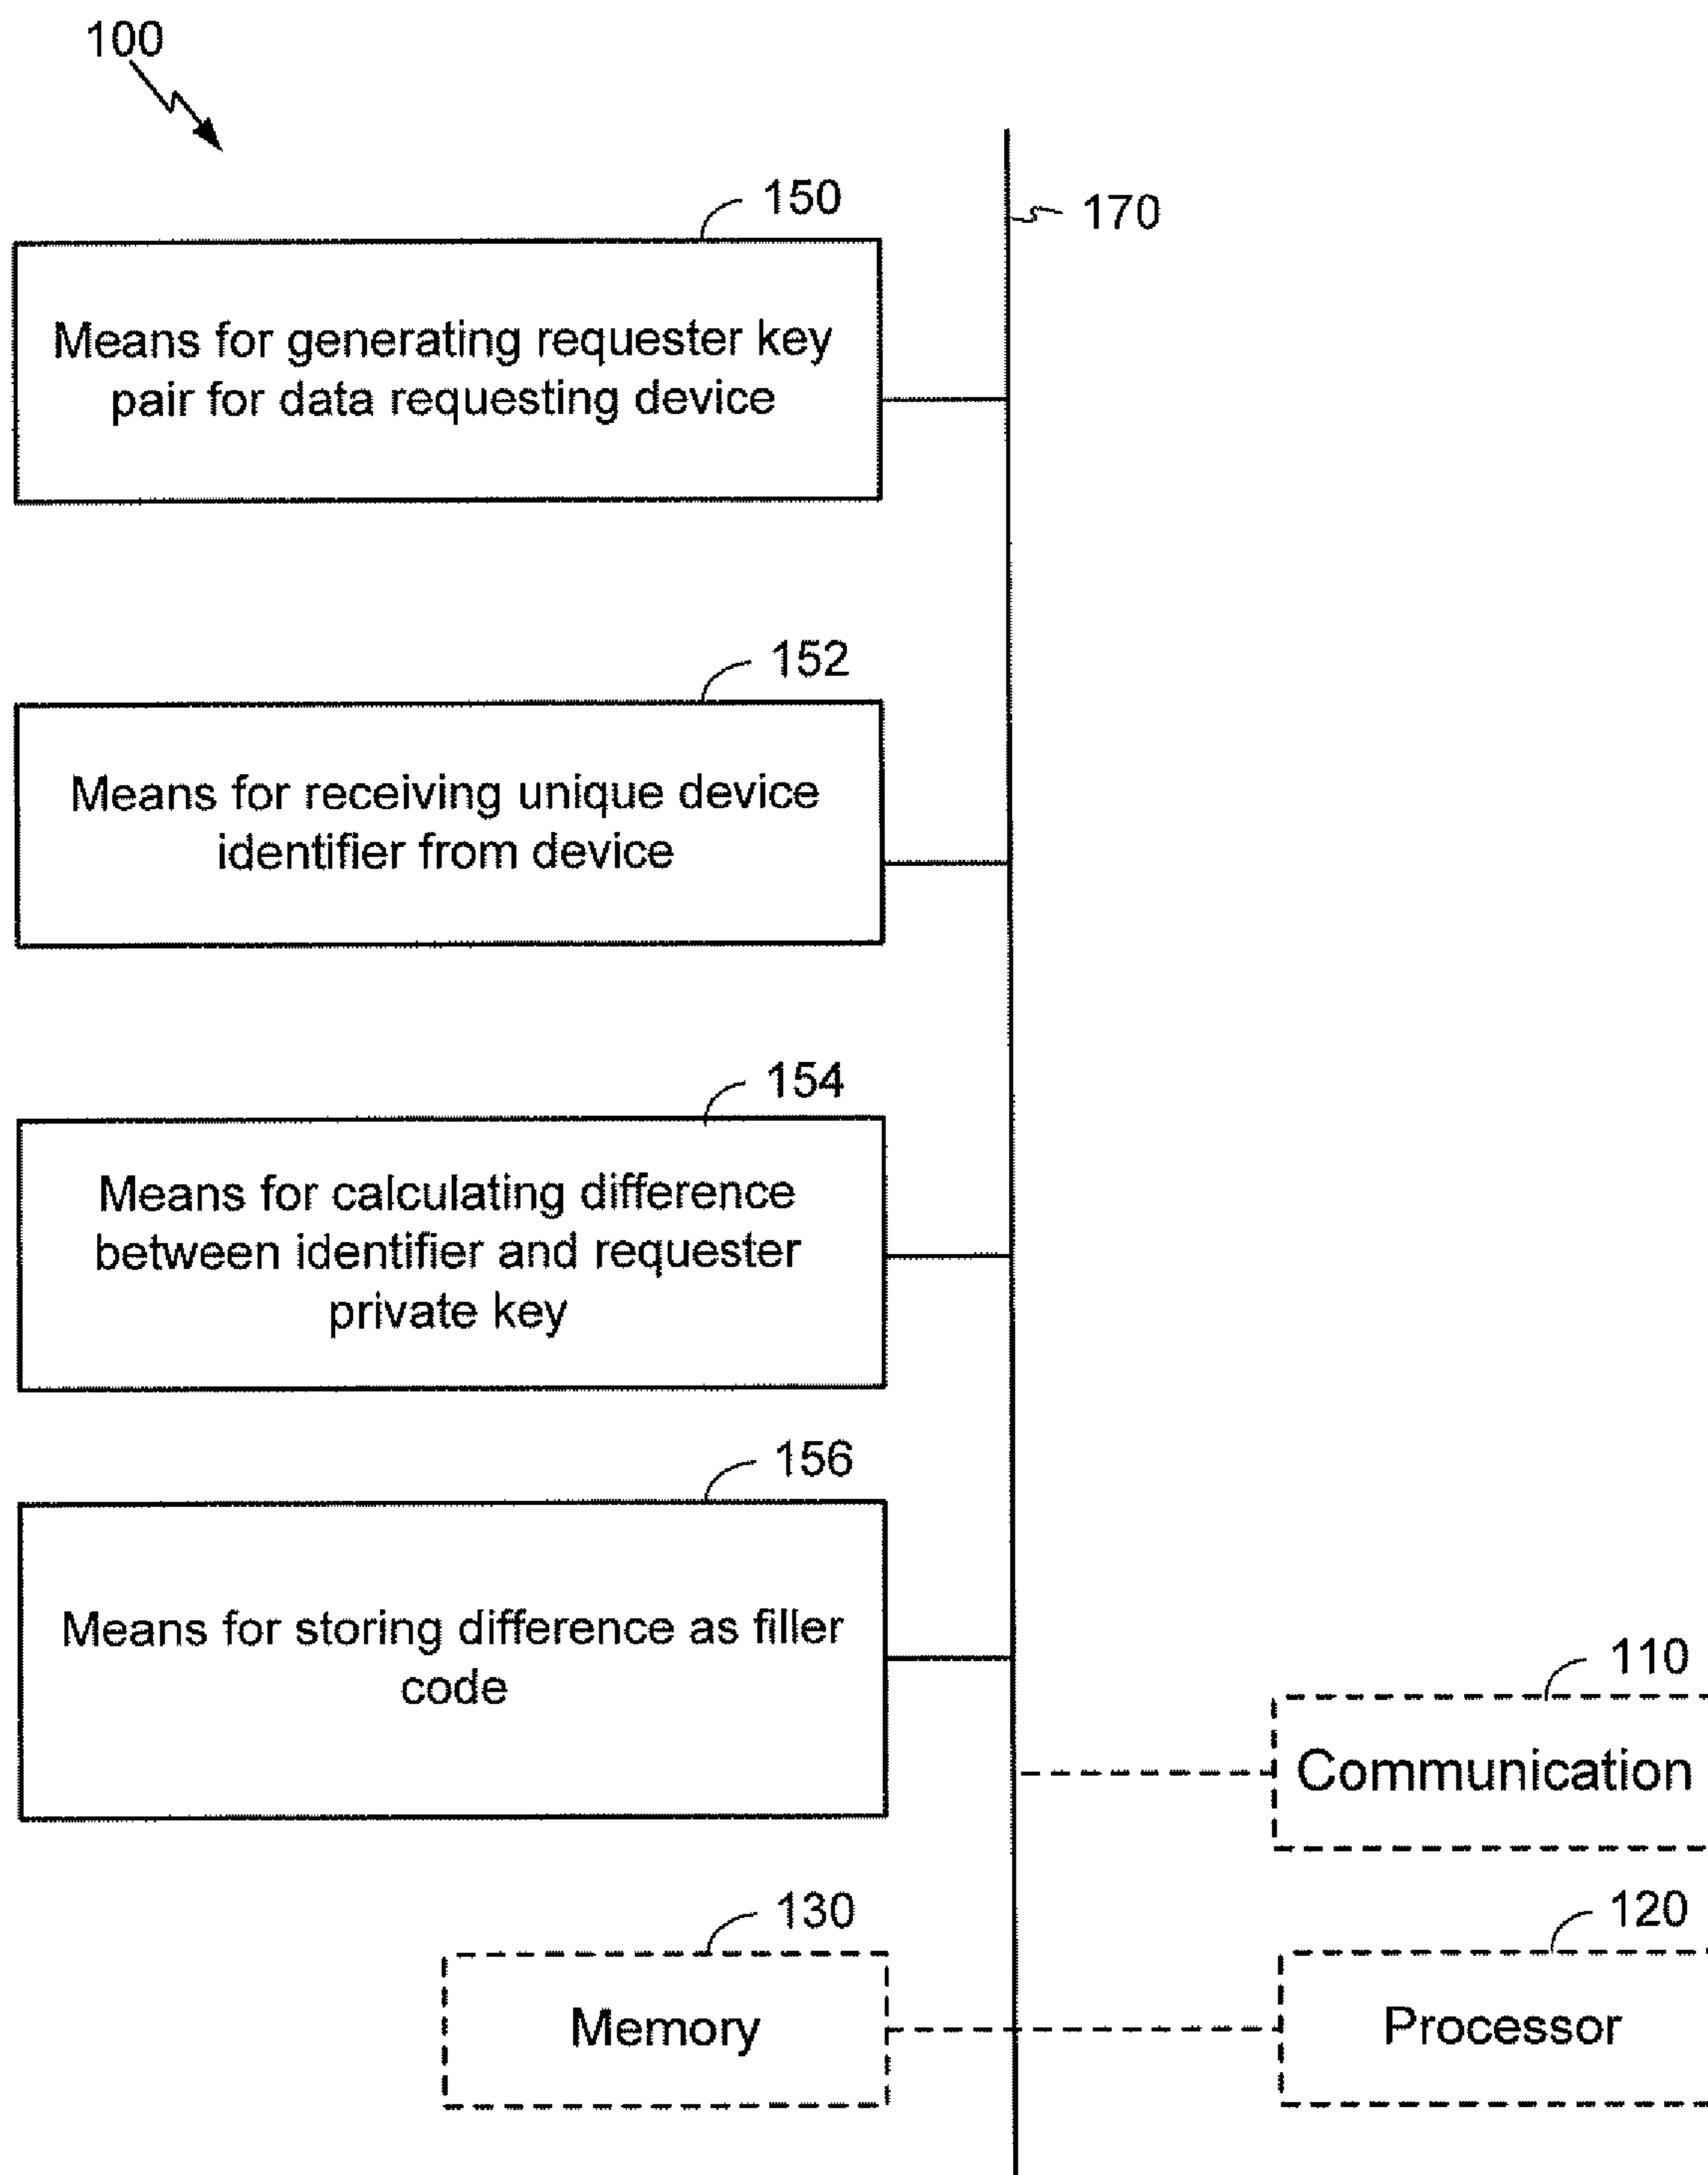 100
150
170
Means for generating requester key
pair for data requesting device
152
Means for receiving unique device
identifier from device
154
Means for calculating difference
between identifier and requester
private key
156
Means for storing difference as filler
code
110
Communication
130
120
Memory
Processor